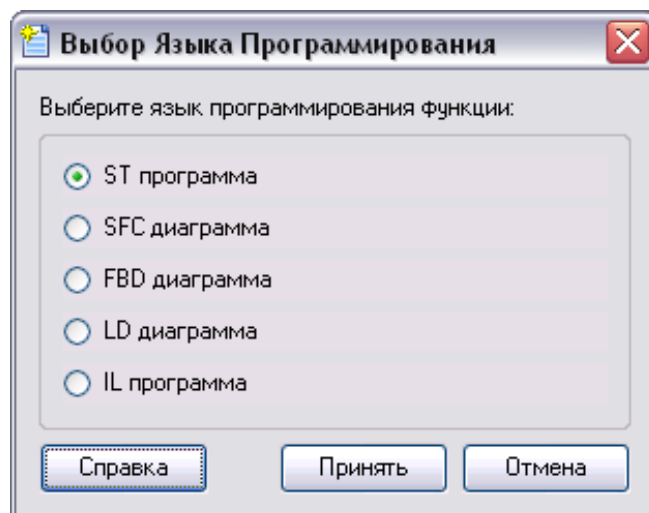 Выбор Языка Программирования
Выберите язык программирования функции:
ST программа
SFC диаграмма
FBD диаграмма
LD диаграмма
IL программа
Справка Принять Отмена